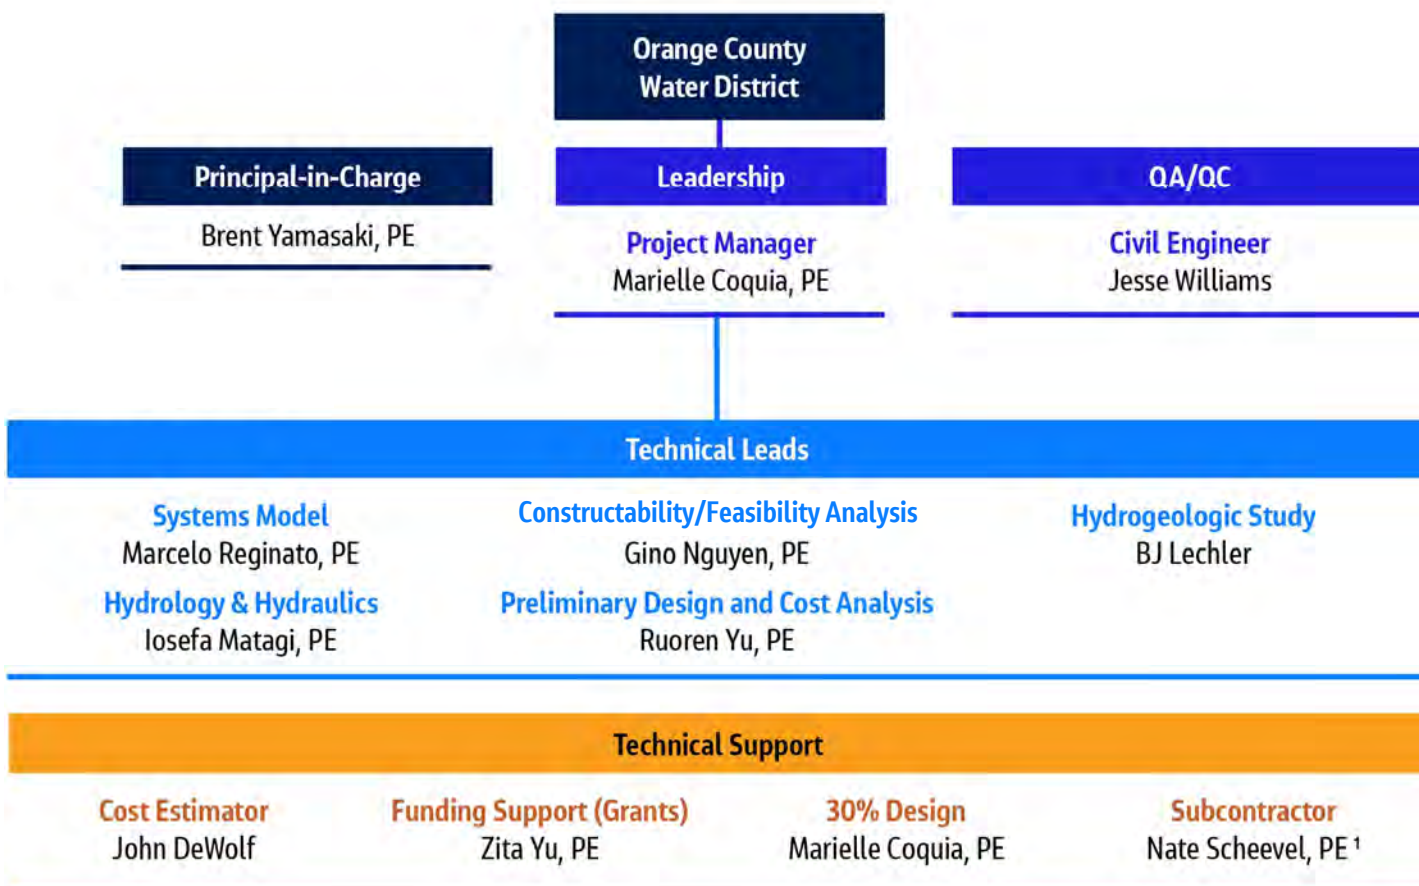 Orange County
Water District
Principal-in-Charge
Brent Yamasaki, PE
Leadership
Project Manager
Marielle Coquia, PE
QA/QC
Civil Engineer
Jesse Williams
Technical Leads
Systems Model
Marcelo Reginato, PE
Hydrology & Hydraulics
Iosefa Matagi, PE
Constructability/Feasibility Analysis
Gino Nguyen, PE
Preliminary Design and Cost Analysis
Ruoren Yu, PE
Hydrogeologic Study
BJ Lechler
Technical Support
Cost Estimator
John DeWolf
Funding Support (Grants)
Zita Yu, PE
30% Design
Marielle Coquia, PE
Subcontractor
Nate Scheevel, PE ¹